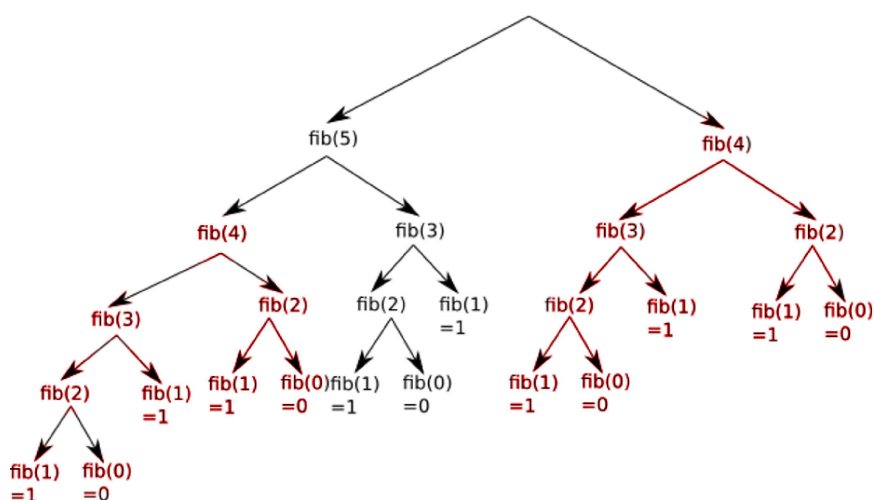 fib(5)
fib(4)
fib(4)
fib(3)
fib(3)
fib(2)
fib(3)
fib(2)
fib(2)
fib(1)
=1
fib(2)
fib(1)
=1
fib(1)
=1
fib(0)
=0
fib(2)
fib(1)
=1
fib(1)
=1
fib(0)
=0
fib(1)
=1
fib(0)
=0
fib(1)
=1
fib(0)
=0
fib(1)
=1
fib(0)
=0